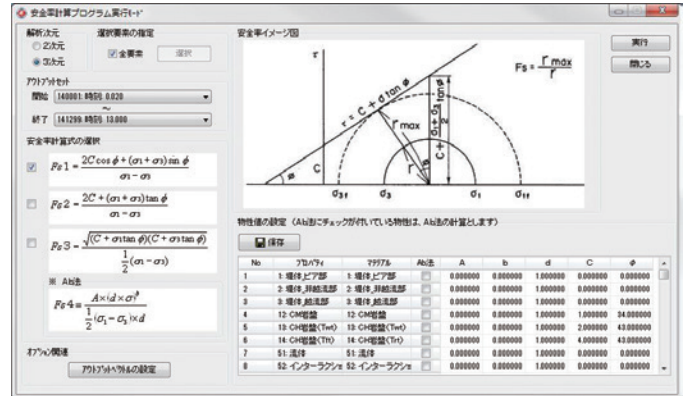 安全率計算プログラム実行モード
解析次元
選択要素の指定
2次元
3次元
全要素
選択
アウトプットセット
開始 140001: 時刻: 0.020
～
終了 141299: 時刻: 13.000
安全率計算式の選択
Fs1 = 2C cos φ + (σ1 + σ3) sin φ / σ1 − σ3
Fs2 = 2C + (σ1 + σ3) tan φ / σ1 − σ3
Fs3 = √(C + σ1 tan φ)(C + σ3 tan φ) / 1/2 (σ1 − σ3)
※ Ab法
Fs4 = A×(d×σ)^b / 1/2 (σ1 − σ3)×d
オプション関連
アウトプットベクトルの設定
安全率イメージ図
τ
Fs = r max / r
r = C + σ tan φ
r max
r
C + σ1 + σ3 / 2 tan φ
φ
φ
C
σ3f σ3 σ1 σ1f
実行
閉じる
物性値の設定 (Ab法にチェックが付いている物性は、Ab法の計算とします)
保存
No プロパティ マテリアル Ab法 A b d C φ
1 1: 堤体_ピア部 1: 堤体_ピア部 0.000000 0.000000 1.000000 0.000000 0.000000
2 2: 堤体_非越流部 2: 堤体_非越流部 0.000000 0.000000 1.000000 0.000000 0.000000
3 3: 堤体_越流部 3: 堤体_越流部 0.000000 0.000000 1.000000 0.000000 0.000000
4 12: CM岩盤 12: CM岩盤 0.000000 0.000000 1.000000 1.000000 34.000000
5 13: CH岩盤(Twt) 13: CH岩盤(Twt) 0.000000 0.000000 1.000000 2.000000 43.000000
6 14: CH岩盤(Tft) 14: CH岩盤(Trt) 0.000000 0.000000 1.000000 4.000000 43.000000
7 51: 流体 51: 流体 0.000000 0.000000 1.000000 0.000000 0.000000
8 52: インターラクショ 52: インターラクショ 0.000000 0.000000 1.000000 0.000000 0.000000